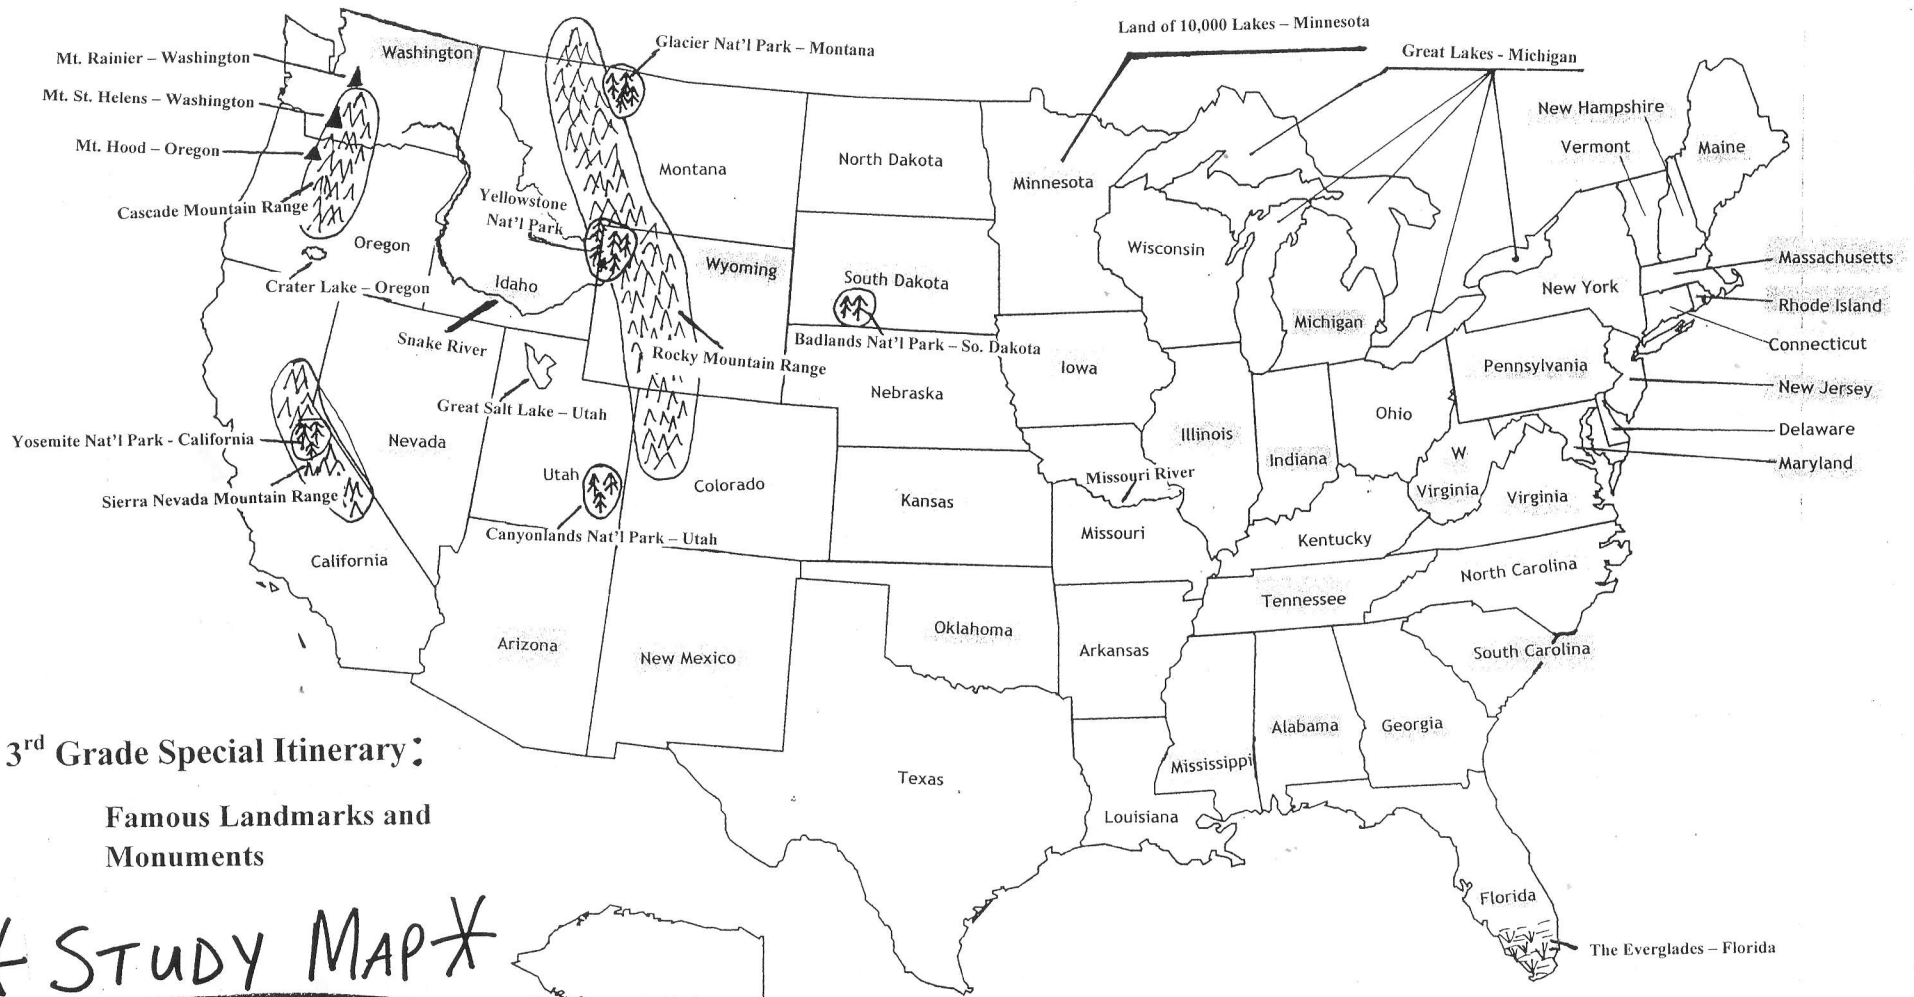 Land of 10,000 Lakes – Minnesota
Glacier Nat'l Park – Montana
Great Lakes - Michigan
Mt. Rainier – Washington
Washington
Mt. St. Helens – Washington
New Hampshire
Mt. Hood – Oregon
Vermont
Maine
North Dakota
Montana
Minnesota
Yellowstone
Nat'l Park
Cascade Mountain Range
Oregon
Wisconsin
Massachusetts
Wyoming
South Dakota
Idaho
Crater Lake – Oregon
New York
Rhode Island
Michigan
Snake River
Badlands Nat'l Park – So. Dakota
Connecticut
Rocky Mountain Range
Iowa
Pennsylvania
New Jersey
Nebraska
Great Salt Lake – Utah
Ohio
Delaware
Yosemite Nat'l Park - California
Nevada
Illinois
Indiana
W
Virginia
Maryland
Utah
Colorado
Missouri River
Sierra Nevada Mountain Range
Kansas
Virginia
Canyonlands Nat'l Park – Utah
Missouri
Kentucky
California
North Carolina
Tennessee
Oklahoma
Arizona
New Mexico
Arkansas
South Carolina
Alabama
Georgia
3rd Grade Special Itinerary:
Mississippi
Texas
Famous Landmarks and
Monuments
Louisiana
Florida
* STUDY MAP *
The Everglades – Florida